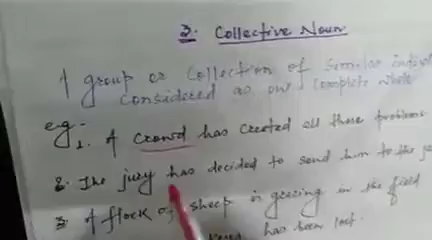 3. Collective Noun
A group or collection of similar
considered as one complete whole
eg:-
1. A crowd has created all these problems
2. The jury has decided to send him to the
3. A flock of sheep is grazing in the field
has been lost.